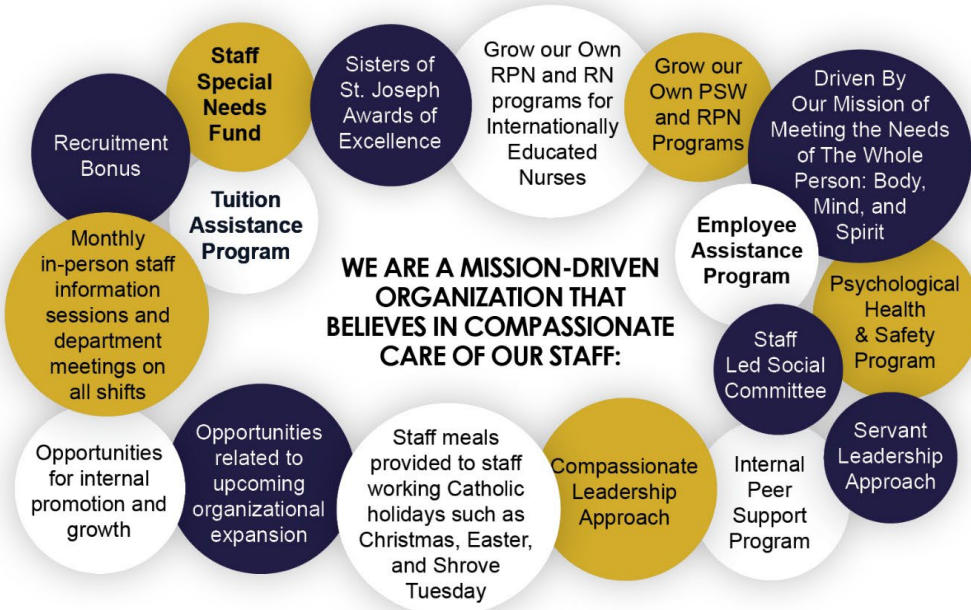 Staff
Special
Needs
Fund
Sisters of
St. Joseph
Awards of
Excellence
Grow our Own
RPN and RN
programs for
Internationally
Educated
Nurses
Grow our
Own PSW
and RPN
Programs
Driven By
Our Mission of
Meeting the Needs
of The Whole
Person: Body,
Mind, and
Spirit
Recruitment
Bonus
Tuition
Assistance
Program
Employee
Assistance
Program
Monthly
in-person staff
information
sessions and
department
meetings on
all shifts
WE ARE A MISSION-DRIVEN
ORGANIZATION THAT
BELIEVES IN COMPASSIONATE
CARE OF OUR STAFF:
Psychological
Health
& Safety
Program
Staff
Led Social
Committee
Opportunities
for internal
promotion and
growth
Opportunities
related to
upcoming
organizational
expansion
Staff meals
provided to staff
working Catholic
holidays such as
Christmas, Easter,
and Shrove
Tuesday
Compassionate
Leadership
Approach
Internal
Peer
Support
Program
Servant
Leadership
Approach